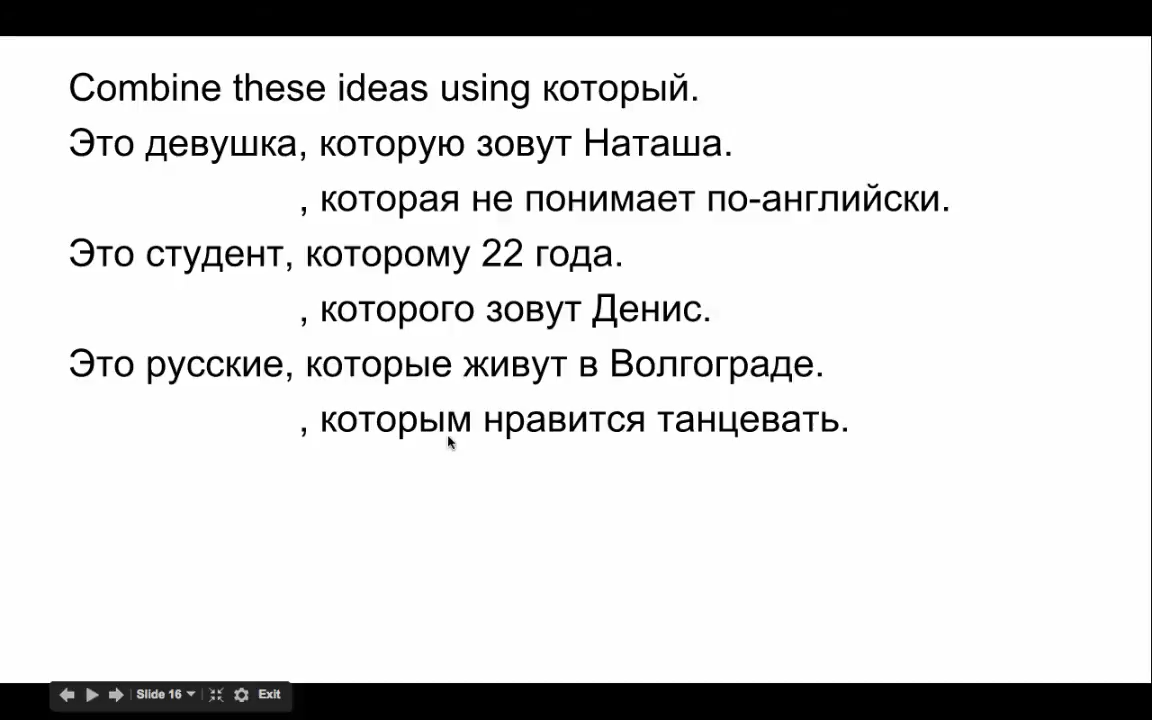 Combine these ideas using который.
Это девушка, которую зовут Наташа.
, которая не понимает по-английски.
Это студент, которому 22 года.
, которого зовут Денис.
Это русские, которые живут в Волгограде.
, которым нравится танцевать.
Slide 16 Exit